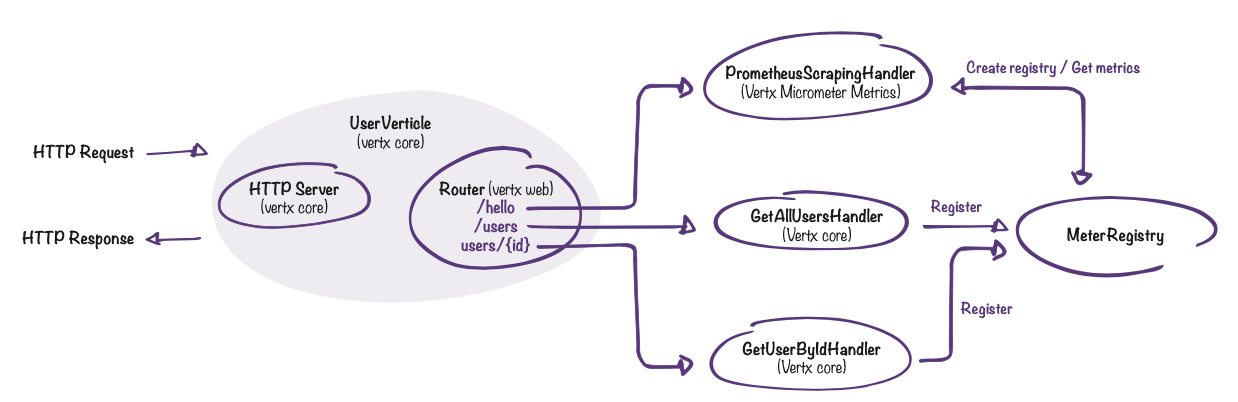 HTTP Request
HTTP Response
UserVerticle
(vertx core)
HTTP Server
(vertx core)
Router (vertx web)
/hello
/users
users/{id}
PrometheusScrapingHandler
(Vertx Micrometer Metrics)
Create registry / Get metrics
GetAllUsersHandler
(Vertx core)
Register
MeterRegistry
Register
GetUserByIdHandler
(Vertx core)